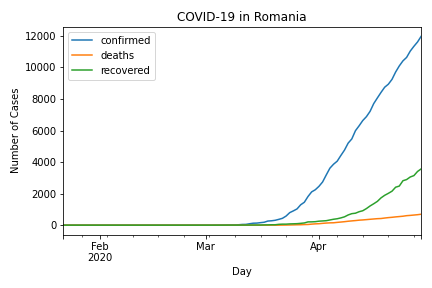 COVID-19 in Romania
confirmed
deaths
recovered
Number of Cases
12000
10000
8000
6000
4000
2000
0
Feb
2020
Mar
Apr
Day